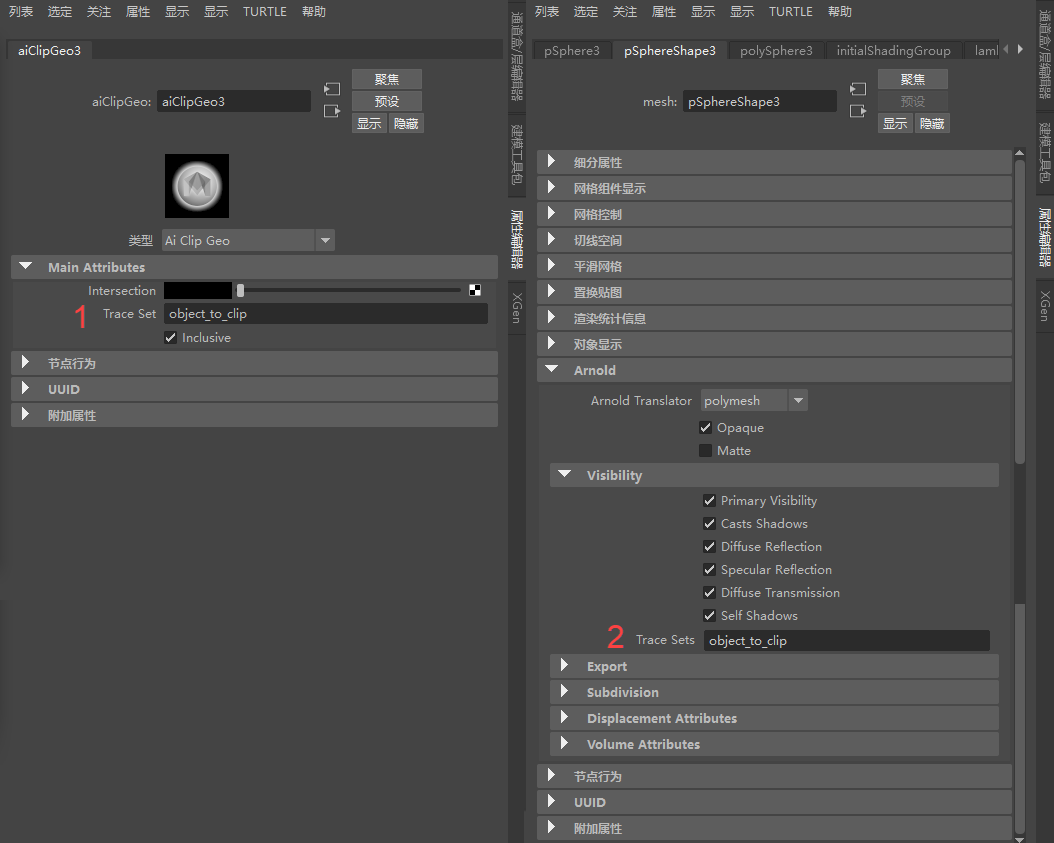 列表 选定 关注 属性 显示 显示 TURTLE 帮助
aiClipGeo3
aiClipGeo: aiClipGeo3
聚焦
预设
显示 隐藏
类型 Ai Clip Geo
Main Attributes
Intersection
1 Trace Set object_to_clip
Inclusive
节点行为
UUID
附加属性
通道盒/层编辑器
建模工具包
属性编辑器
XGen
列表 选定 关注 属性 显示 显示 TURTLE 帮助
pSphere3 pSphereShape3 polySphere3 initialShadingGroup laml
mesh: pSphereShape3
聚焦
预设
显示 隐藏
细分属性
网格组件显示
网格控制
切线空间
平滑网格
置换贴图
渲染统计信息
对象显示
Arnold
Arnold Translator polymesh
Opaque
Matte
Visibility
Primary Visibility
Casts Shadows
Diffuse Reflection
Specular Reflection
Diffuse Transmission
Self Shadows
2 Trace Sets object_to_clip
Export
Subdivision
Displacement Attributes
Volume Attributes
节点行为
UUID
附加属性
通道盒/层编辑器
建模工具包
属性编辑器
XGen